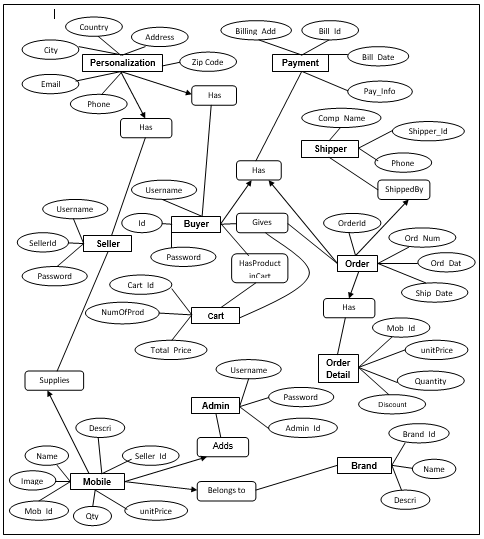 Country
Address
City
Personalization
Zip Code
Email
Phone
Has
Has
Billing Add
Bill Id
Payment
Bill Date
Pay_Info
Comp Name
Shipper_Id
Shipper
Phone
ShippedBy
Has
Username
Id
Buyer
Gives
Password
HasProduct
inCart
Username
SellerId
Seller
Password
OrderId
Ord Num
Order
Ord Dat
Ship Date
Cart Id
NumOfProd
Cart
Total Price
Has
Mob Id
unitPrice
Order
Detail
Quantity
Discount
Supplies
Username
Admin
Password
Admin Id
Adds
Descri
Name
Seller Id
Image
Mobile
Mob Id
Qty
unitPrice
Belongs to
Brand
Brand Id
Name
Descri